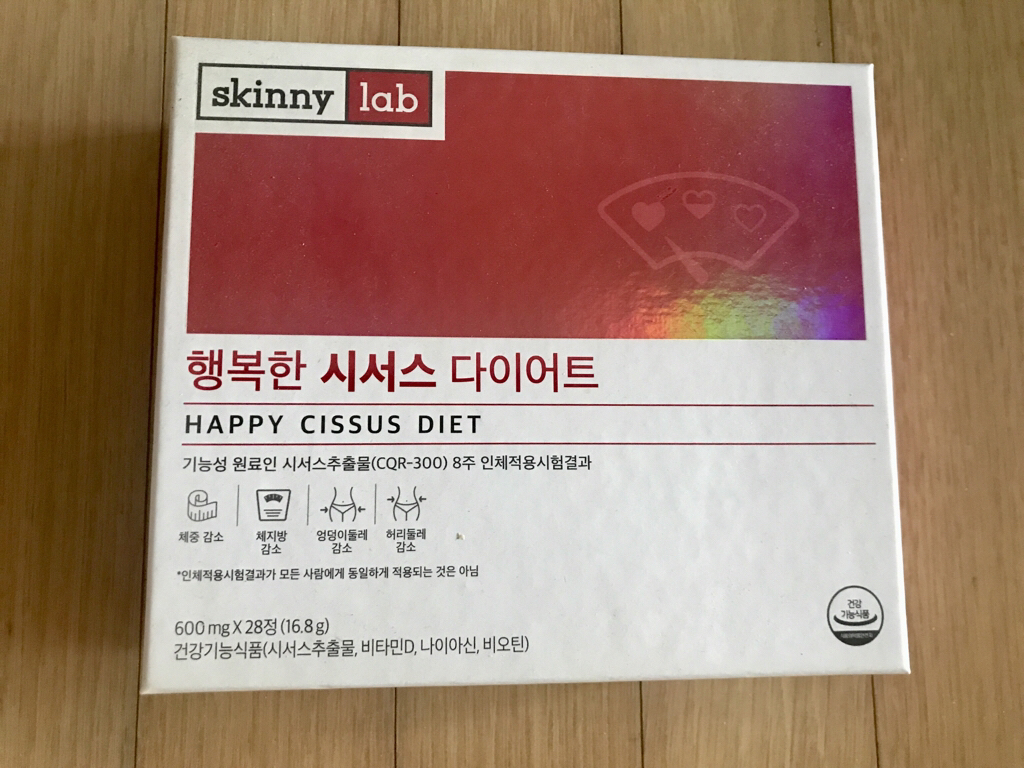 skinny lab
행복한 시서스 다이어트
HAPPY CISSUS DIET
기능성 원료인 시서스추출물(CQR-300) 8주 인체적용시험결과
체중 감소
체지방
감소
엉덩이둘레
감소
허리둘레
감소
*인체적용시험결과가 모든 사람에게 동일하게 적용되는 것은 아님
600 mg X 28정 (16.8 g)
건강기능식품(시서스추출물, 비타민D, 나이아신, 비오틴)
건강
기능식품